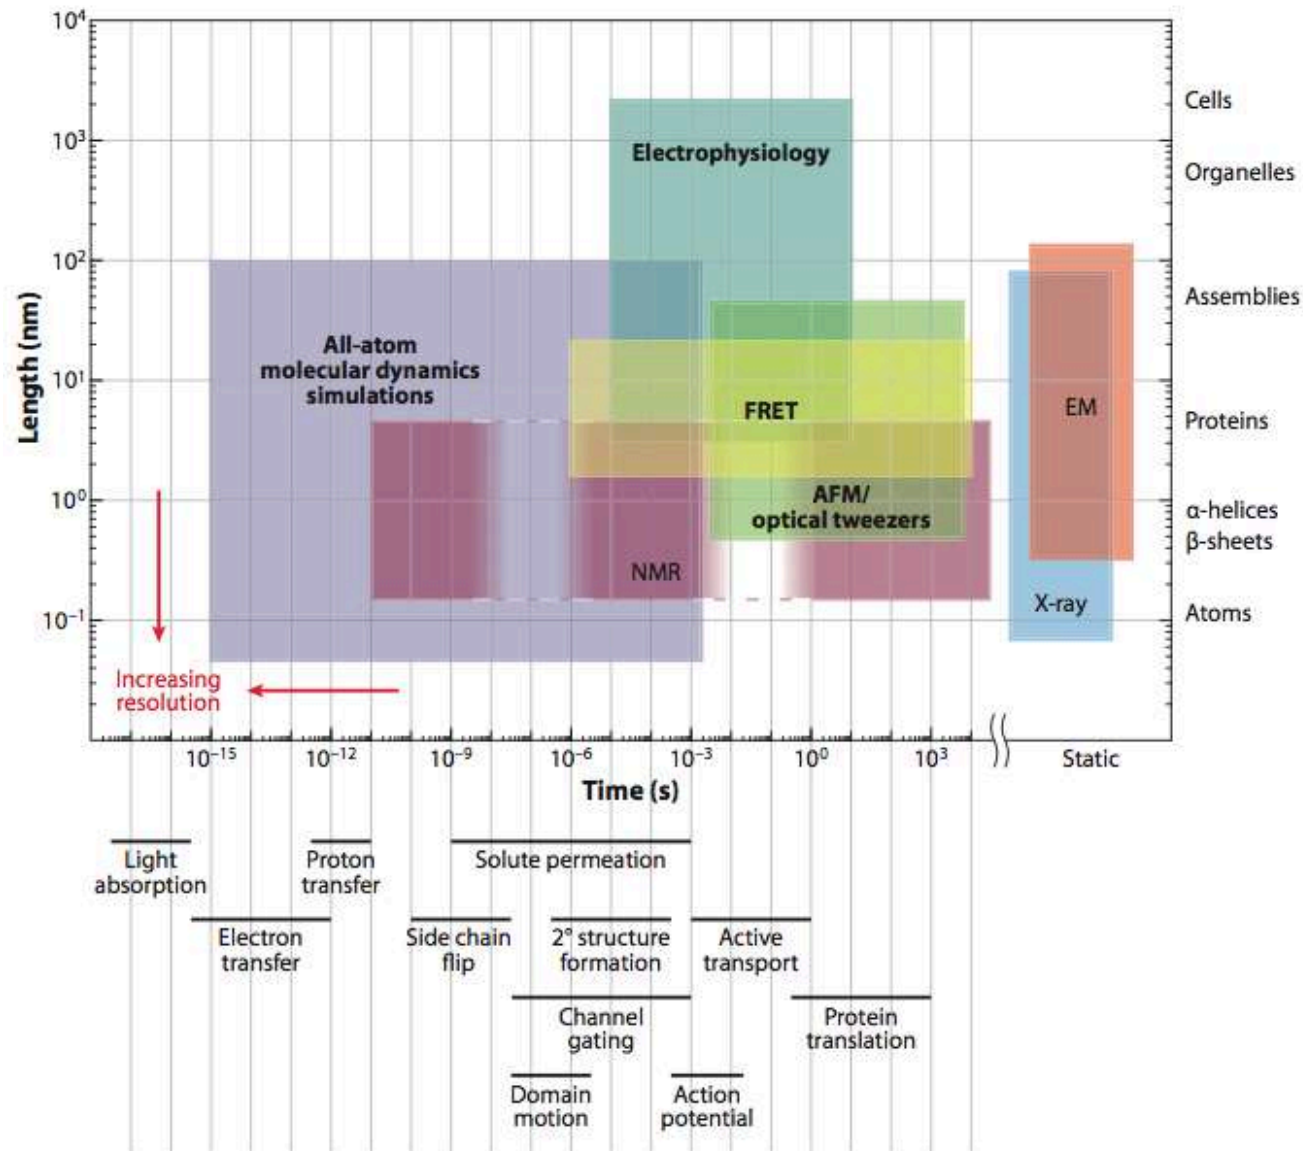 10⁴
10³
10²
10¹
10⁰
10⁻¹
Length (nm)
Electrophysiology
All-atom
molecular dynamics
simulations
FRET
AFM/
optical tweezers
NMR
EM
X-ray
Increasing
resolution
Cells
Organelles
Assemblies
Proteins
α-helices
β-sheets
Atoms
10⁻¹⁵ 10⁻¹² 10⁻⁹ 10⁻⁶ 10⁻³ 10⁰ 10³ Static
Time (s)
Light
absorption
Proton
transfer
Solute permeation
Electron
transfer
Side chain
flip
2° structure
formation
Active
transport
Channel
gating
Protein
translation
Domain
motion
Action
potential